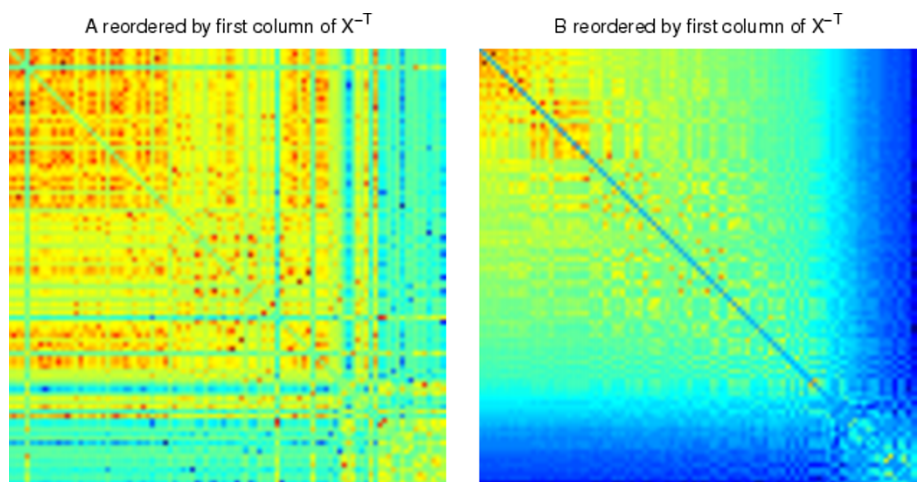 A reordered by first column of X⁻ᵀ
B reordered by first column of X⁻ᵀ